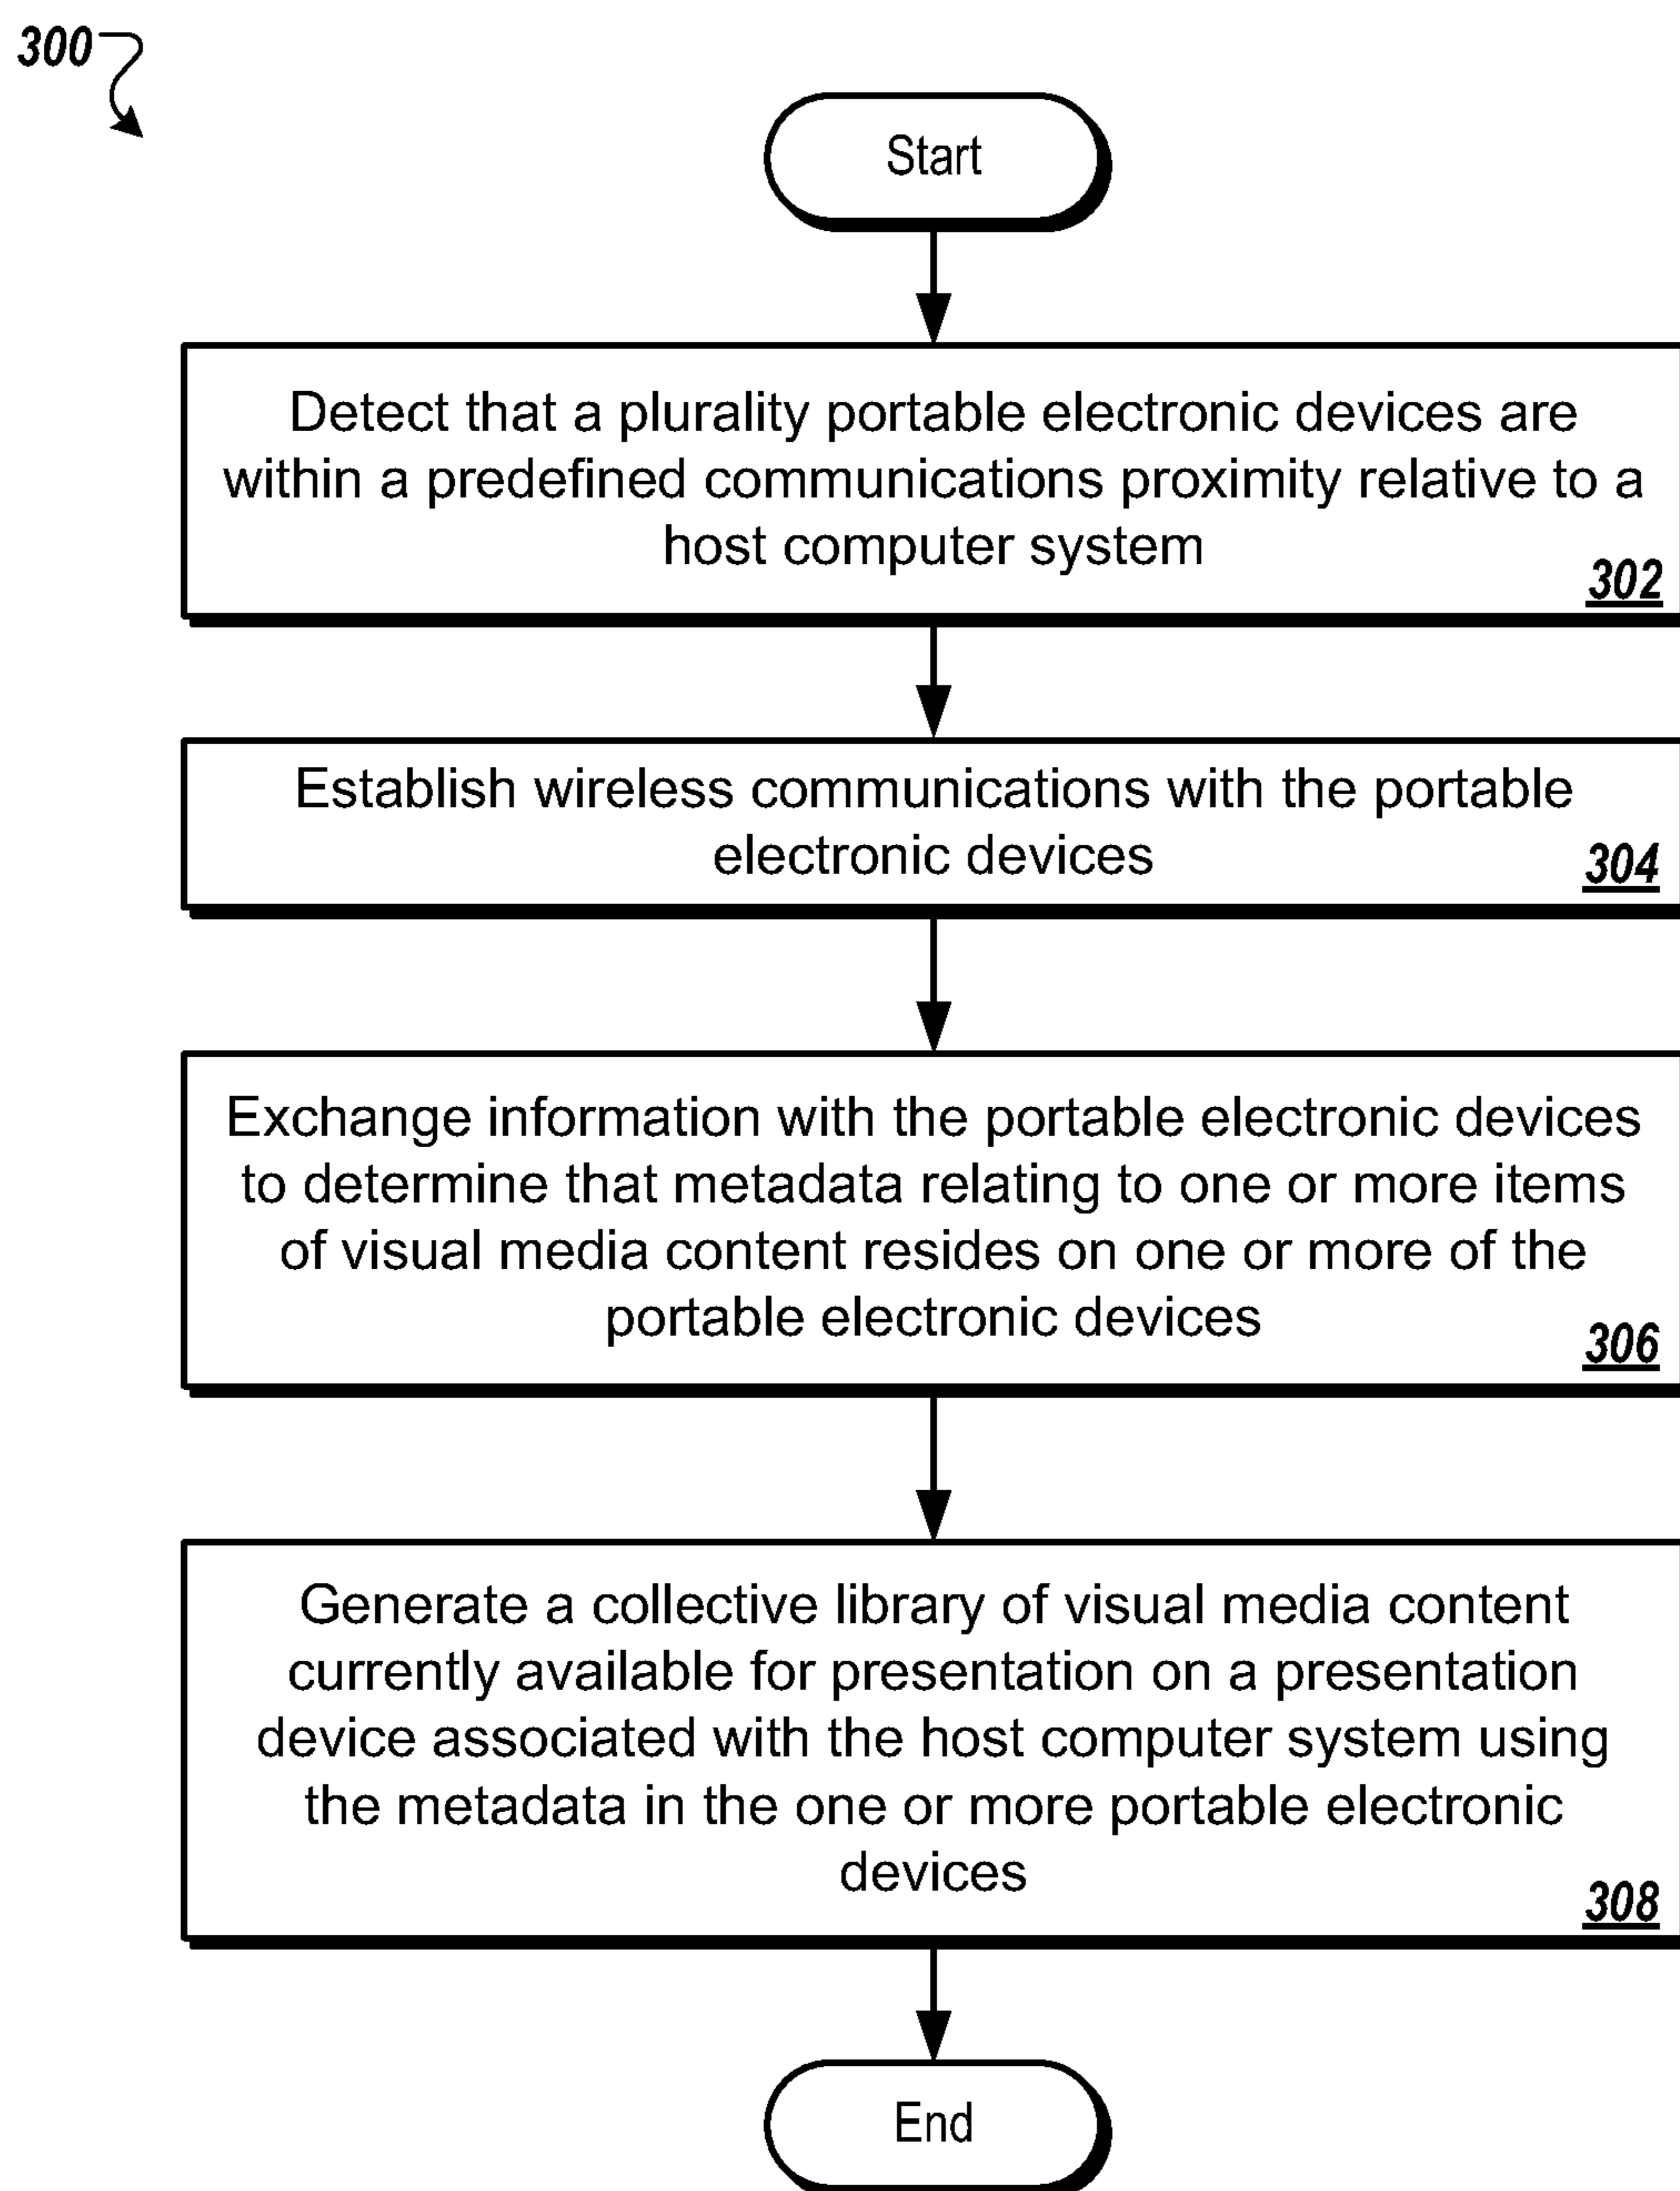 300
Start
Detect that a plurality portable electronic devices are
within a predefined communications proximity relative to a
host computer system
302
Establish wireless communications with the portable
electronic devices
304
Exchange information with the portable electronic devices
to determine that metadata relating to one or more items
of visual media content resides on one or more of the
portable electronic devices
306
Generate a collective library of visual media content
currently available for presentation on a presentation
device associated with the host computer system using
the metadata in the one or more portable electronic
devices
308
End